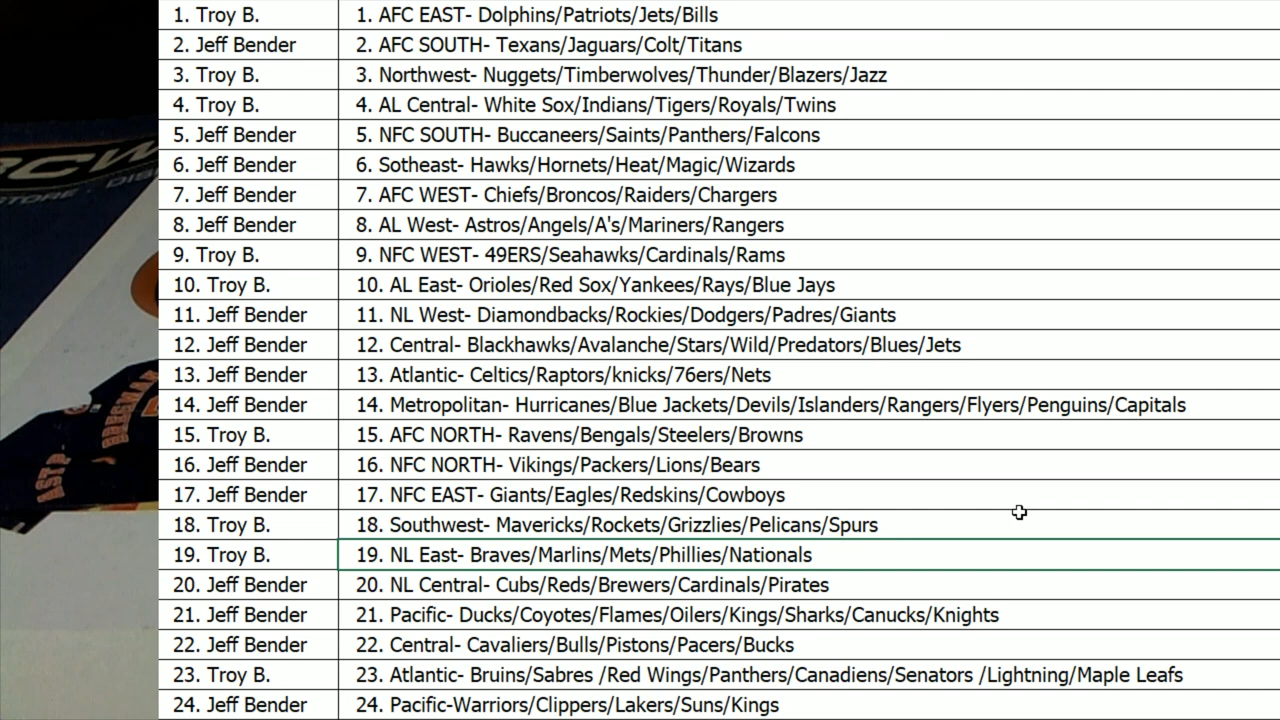 1. Troy B. 1. AFC EAST- Dolphins/Patriots/Jets/Bills
2. Jeff Bender 2. AFC SOUTH- Texans/Jaguars/Colt/Titans
3. Troy B. 3. Northwest- Nuggets/Timberwolves/Thunder/Blazers/Jazz
4. Troy B. 4. AL Central- White Sox/Indians/Tigers/Royals/Twins
5. Jeff Bender 5. NFC SOUTH- Buccaneers/Saints/Panthers/Falcons
6. Jeff Bender 6. Sotheast- Hawks/Hornets/Heat/Magic/Wizards
7. Jeff Bender 7. AFC WEST- Chiefs/Broncos/Raiders/Chargers
8. Jeff Bender 8. AL West- Astros/Angels/A's/Mariners/Rangers
9. Troy B. 9. NFC WEST- 49ERS/Seahawks/Cardinals/Rams
10. Troy B. 10. AL East- Orioles/Red Sox/Yankees/Rays/Blue Jays
11. Jeff Bender 11. NL West- Diamondbacks/Rockies/Dodgers/Padres/Giants
12. Jeff Bender 12. Central- Blackhawks/Avalanche/Stars/Wild/Predators/Blues/Jets
13. Jeff Bender 13. Atlantic- Celtics/Raptors/knicks/76ers/Nets
14. Jeff Bender 14. Metropolitan- Hurricanes/Blue Jackets/Devils/Islanders/Rangers/Flyers/Penguins/Capitals
15. Troy B. 15. AFC NORTH- Ravens/Bengals/Steelers/Browns
16. Jeff Bender 16. NFC NORTH- Vikings/Packers/Lions/Bears
17. Jeff Bender 17. NFC EAST- Giants/Eagles/Redskins/Cowboys
18. Troy B. 18. Southwest- Mavericks/Rockets/Grizzlies/Pelicans/Spurs
19. Troy B. 19. NL East- Braves/Marlins/Mets/Phillies/Nationals
20. Jeff Bender 20. NL Central- Cubs/Reds/Brewers/Cardinals/Pirates
21. Jeff Bender 21. Pacific- Ducks/Coyotes/Flames/Oilers/Kings/Sharks/Canucks/Knights
22. Jeff Bender 22. Central- Cavaliers/Bulls/Pistons/Pacers/Bucks
23. Troy B. 23. Atlantic- Bruins/Sabres /Red Wings/Panthers/Canadiens/Senators /Lightning/Maple Leafs
24. Jeff Bender 24. Pacific-Warriors/Clippers/Lakers/Suns/Kings
BREGMAN